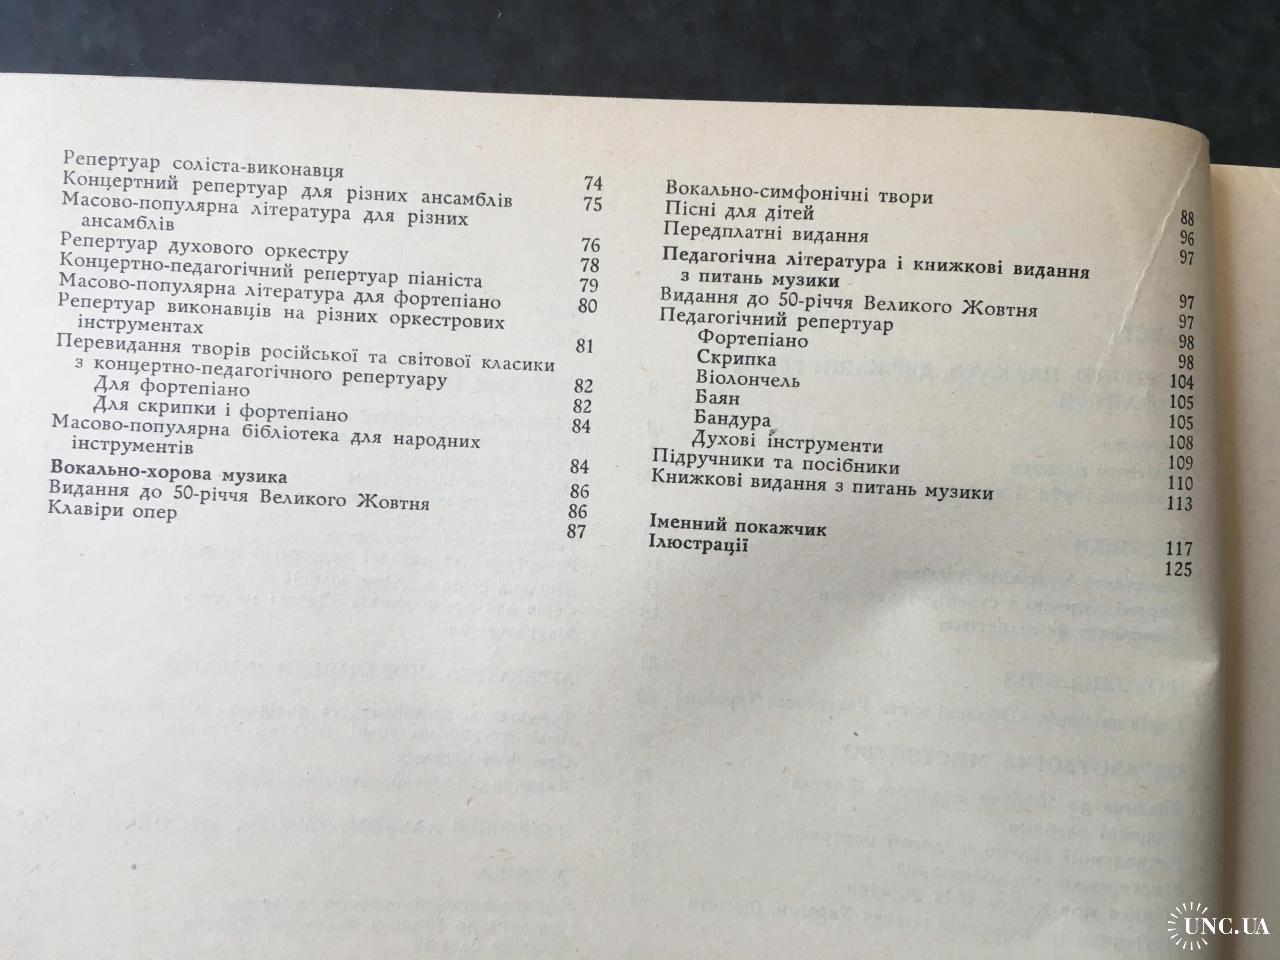 Репертуар соліста-виконавця 74
Концертний репертуар для різних ансамблів 75
Масово-популярна література для різних
ансамблів 76
Репертуар духового оркестру 78
Концертно-педагогічний репертуар піаніста 79
Масово-популярна література для фортепіано 80
Репертуар виконавців на різних оркестрових
інструментах 81
Перевидання творів російської та світової класики
з концертно-педагогічного репертуару 82
Для фортепіано 82
Для скрипки і фортепіано 84
Масово-популярна бібліотека для народних
інструментів 84
Вокально-хорова музика 86
Видання до 50-річчя Великого Жовтня 86
Клавіри опер 87
Вокально-симфонічні твори 88
Пісні для дітей 96
Передплатні видання 97
Педагогічна література і книжкові видання
з питань музики 97
Видання до 50-річчя Великого Жовтня 97
Педагогічний репертуар 98
Фортепіано 98
Скрипка 104
Віолончель 105
Баян 105
Бандура 108
Духові інструменти 109
Підручники та посібники 110
Книжкові видання з питань музики 113
Іменний покажчик 117
Ілюстрації 125
UNC.UA